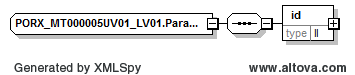 PORX_MT000005UV01_LV01.Para...
id
type II
Generated by XMLSpy
www.altova.com